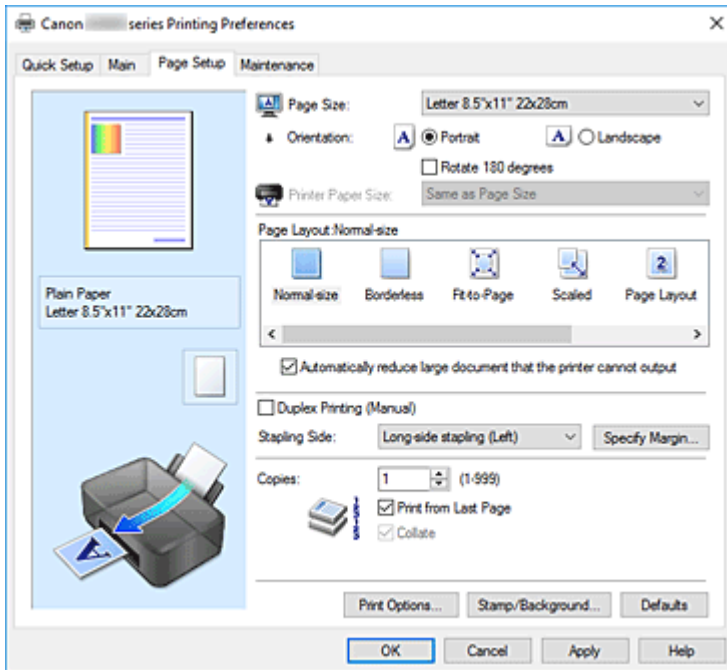 Canon series Printing Preferences
Quick Setup Main Page Setup Maintenance
Page Size: Letter 8.5"x11" 22x28cm
Orientation: A Portrait A Landscape
Rotate 180 degrees
Printer Paper Size: Same as Page Size
Page Layout:Normal-size
Normal-size Borderless Fit-to-Page Scaled Page Layout
Plain Paper
Letter 8.5"x11" 22x28cm
Automatically reduce large document that the printer cannot output
Duplex Printing (Manual)
Stapling Side: Long-side stapling (Left) Specify Margin...
Copies: 1 (1-999)
Print from Last Page
Collate
Print Options... Stamp/Background... Defaults
OK Cancel Apply Help